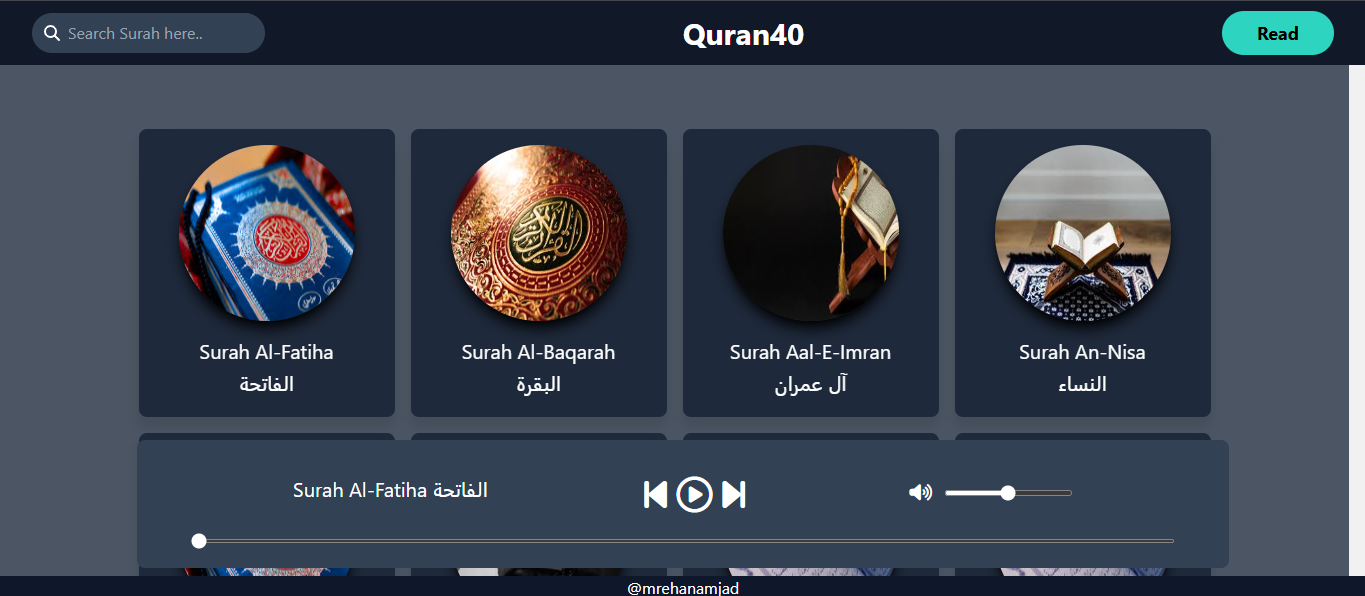 Search Surah here..
Quran40
Read
Surah Al-Fatiha
الفاتحة
Surah Al-Baqarah
البقرة
Surah Aal-E-Imran
آل عمران
Surah An-Nisa
النساء
Surah Al-Fatiha الفاتحة
@mrehanamjad